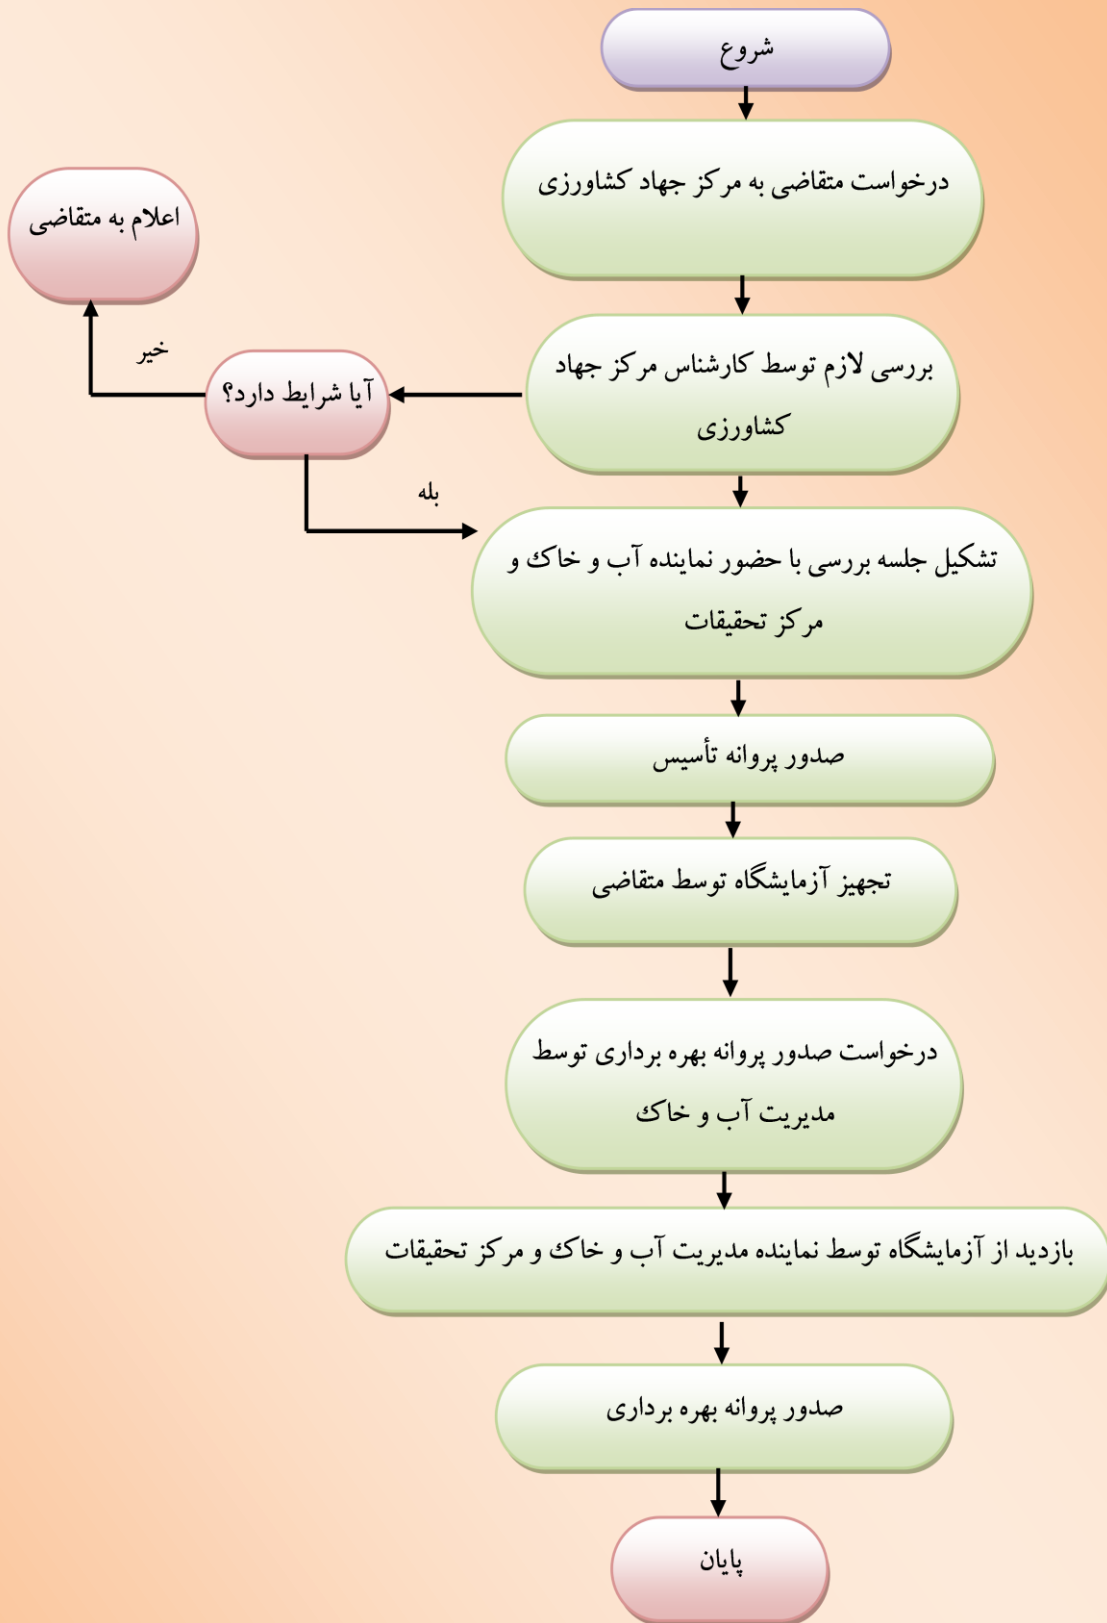 شروع
درخواست متقاضی به مرکز جهاد کشاورزی
اعلام به متقاضی
بررسی لازم توسط کارشناس مرکز جهاد
کشاورزی
خیر
آیا شرایط دارد؟
بله
تشکیل جلسه بررسی با حضور نماینده آب و خاک و
مرکز تحقیقات
صدور پروانه تأسیس
تجهیز آزمایشگاه توسط متقاضی
درخواست صدور پروانه بهره برداری توسط
مدیریت آب و خاک
بازدید از آزمایشگاه توسط نماینده مدیریت آب و خاک و مرکز تحقیقات
صدور پروانه بهره برداری
پایان